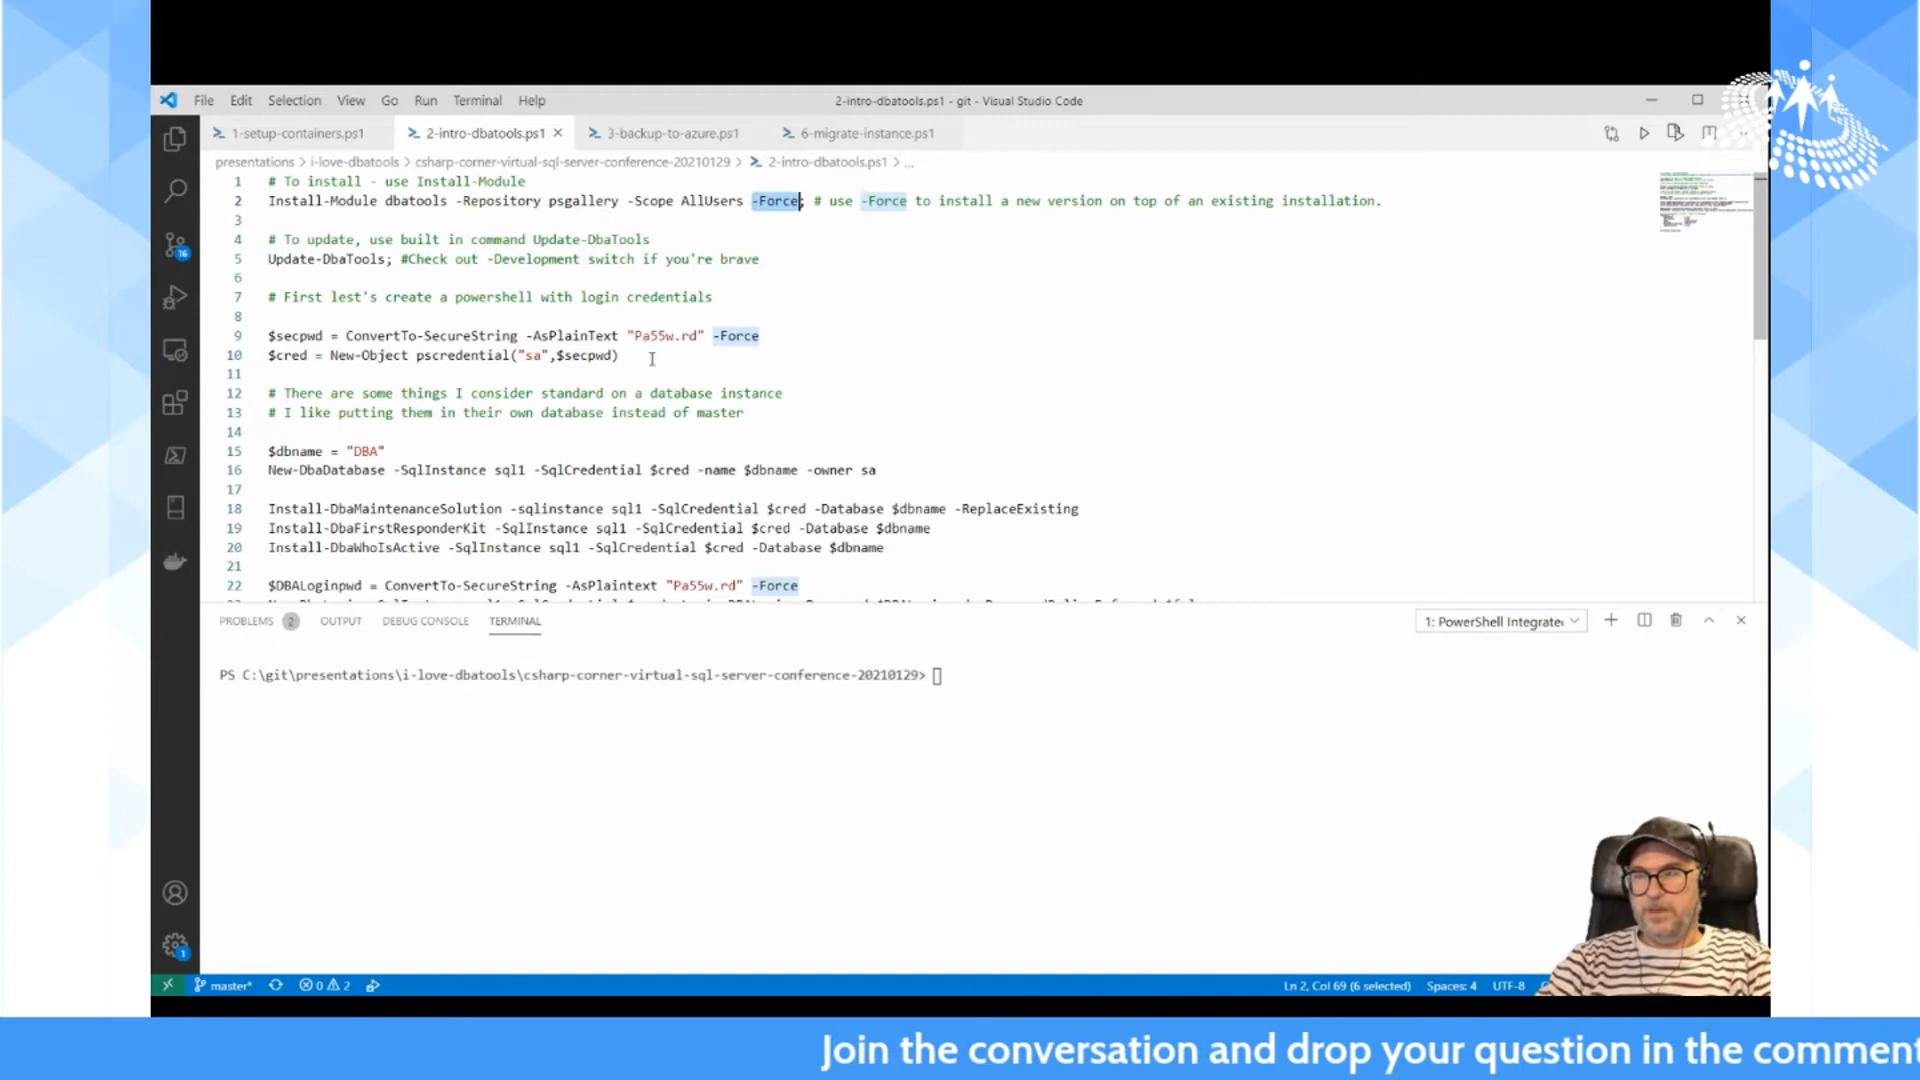 File Edit Selection View Go Run Terminal Help
2-intro-dbatools.ps1 - git - Visual Studio Code
1-setup-containers.ps1 2-intro-dbatools.ps1 3-backup-to-azure.ps1 6-migrate-instance.ps1
presentations > i-love-dbatools > csharp-corner-virtual-sql-server-conference-20210129 > 2-intro-dbatools.ps1 > ...
1 # To install - use Install-Module
2 Install-Module dbatools -Repository psgallery -Scope AllUsers -Force; # use -Force to install a new version on top of an existing installation.
3
4 # To update, use built in command Update-DbaTools
5 Update-DbaTools; #Check out -Development switch if you're brave
6
7 # First lest's create a powershell with login credentials
8
9 $secpwd = ConvertTo-SecureString -AsPlainText "Pa55w.rd" -Force
10 $cred = New-Object pscredential("sa",$secpwd)
11
12 # There are some things I consider standard on a database instance
13 # I like putting them in their own database instead of master
14
15 $dbname = "DBA"
16 New-DbaDatabase -SqlInstance sql1 -SqlCredential $cred -name $dbname -owner sa
17
18 Install-DbaMaintenanceSolution -sqlinstance sql1 -SqlCredential $cred -Database $dbname -ReplaceExisting
19 Install-DbaFirstResponderKit -SqlInstance sql1 -SqlCredential $cred -Database $dbname
20 Install-DbaWhoIsActive -SqlInstance sql1 -SqlCredential $cred -Database $dbname
21
22 $DBALoginpwd = ConvertTo-SecureString -AsPlaintext "Pa55w.rd" -Force
PROBLEMS 2 OUTPUT DEBUG CONSOLE TERMINAL
1: PowerShell Integrate
PS C:\git\presentations\i-love-dbatools\csharp-corner-virtual-sql-server-conference-20210129>
16
1
master* 0 2
Ln 2, Col 69 (6 selected) Spaces: 4 UTF-8
Join the conversation and drop your question in the comment